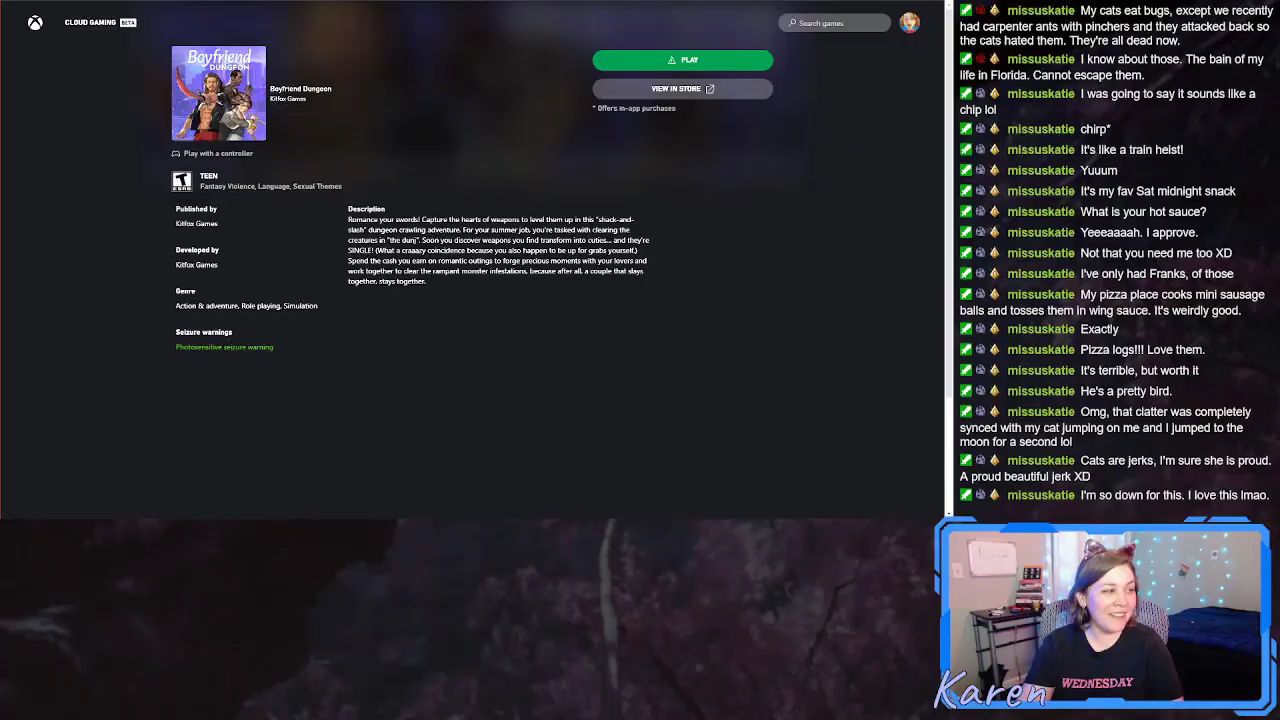 CLOUD GAMING BETA
Search games
Boyfriend
DUNGEON
Boyfriend Dungeon
Kitfox Games
PLAY
VIEW IN STORE
* Offers in-app purchases
Play with a controller
T
ESRB
TEEN
Fantasy Violence, Language, Sexual Themes
Published by
Kitfox Games
Developed by
Kitfox Games
Genre
Action & adventure, Role playing, Simulation
Seizure warnings
Photosensitive seizure warning
Description
Romance your swords! Capture the hearts of weapons to level them up in this "shack-and-
slash" dungeon crawling adventure. For your summer job, you're tasked with clearing the
creatures in "the dunj". Soon you discover weapons you find transform into cuties... and they're
SINGLE! (What a craaazy coincidence because you also happen to be up for grabs yourself.)
Spend the cash you earn on romantic outings to forge precious moments with your lovers and
work together to clear the rampant monster infestations, because after all, a couple that slays
together, stays together.
missuskatie My cats eat bugs, except we recently
had carpenter ants with pinchers and they attacked back so
the cats hated them. They're all dead now.
missuskatie I know about those. The bain of my
life in Florida. Cannot escape them.
missuskatie I was going to say it sounds like a
chip lol
missuskatie chirp*
missuskatie It's like a train heist!
missuskatie Yuuum
missuskatie It's my fav Sat midnight snack
missuskatie What is your hot sauce?
missuskatie Yeeeaaaah. I approve.
missuskatie Not that you need me too XD
missuskatie I've only had Franks, of those
missuskatie My pizza place cooks mini sausage
balls and tosses them in wing sauce. It's weirdly good.
missuskatie Exactly
missuskatie Pizza logs!!! Love them.
missuskatie It's terrible, but worth it
missuskatie He's a pretty bird.
missuskatie Omg, that clatter was completely
synced with my cat jumping on me and I jumped to the
moon for a second lol
missuskatie Cats are jerks, I'm sure she is proud.
A proud beautiful jerk XD
missuskatie I'm so down for this. I love this lmao.
WEDNESDAY
Karen